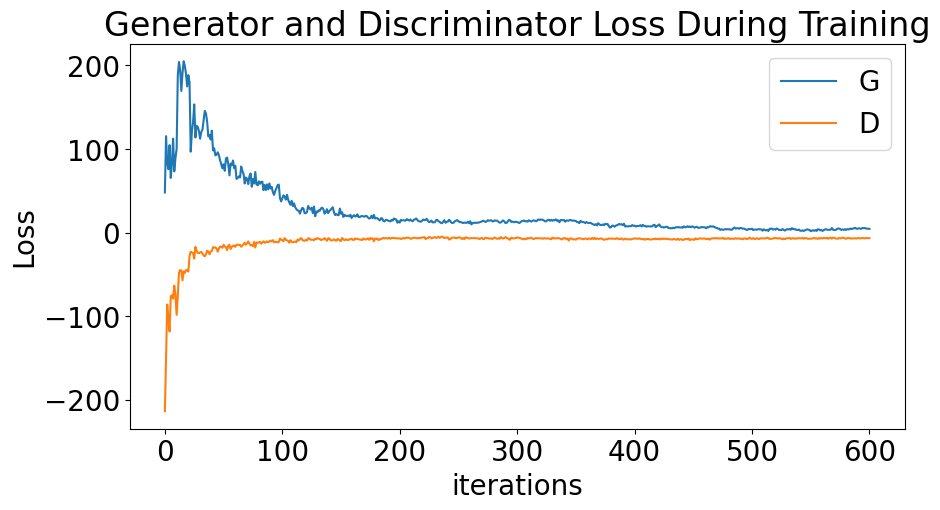 Generator and Discriminator Loss During Training
G
D
Loss
200
100
0
−100
−200
0 100 200 300 400 500 600
iterations